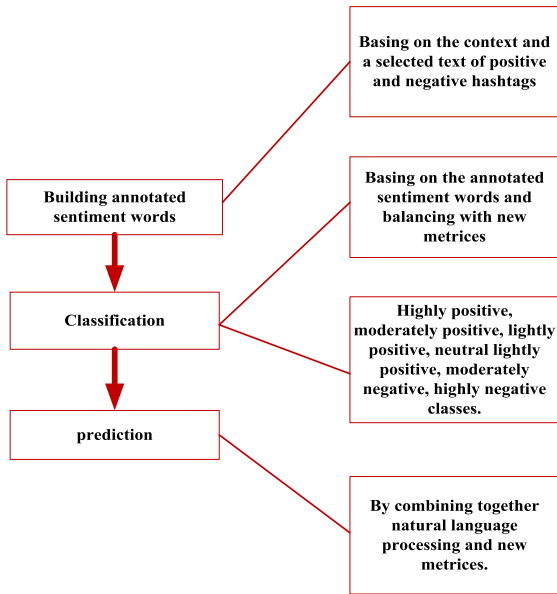 Basing on the context and
a selected text of positive
and negative hashtags
Building annotated
sentiment words
Basing on the annotated
sentiment words and
balancing with new
metrices
Classification
Highly positive,
moderately positive, lightly
positive, neutral lightly
positive, moderately
negative, highly negative
classes.
prediction
By combining together
natural language
processing and new
metrices.